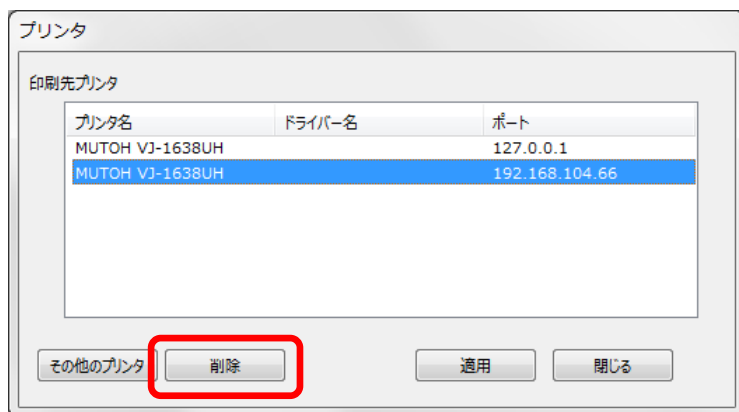 プリンタ
印刷先プリンタ
プリンタ名 ドライバー名 ポート
MUTOH VJ-1638UH 127.0.0.1
MUTOH VJ-1638UH 192.168.104.66
その他のプリンタ 削除 適用 閉じる